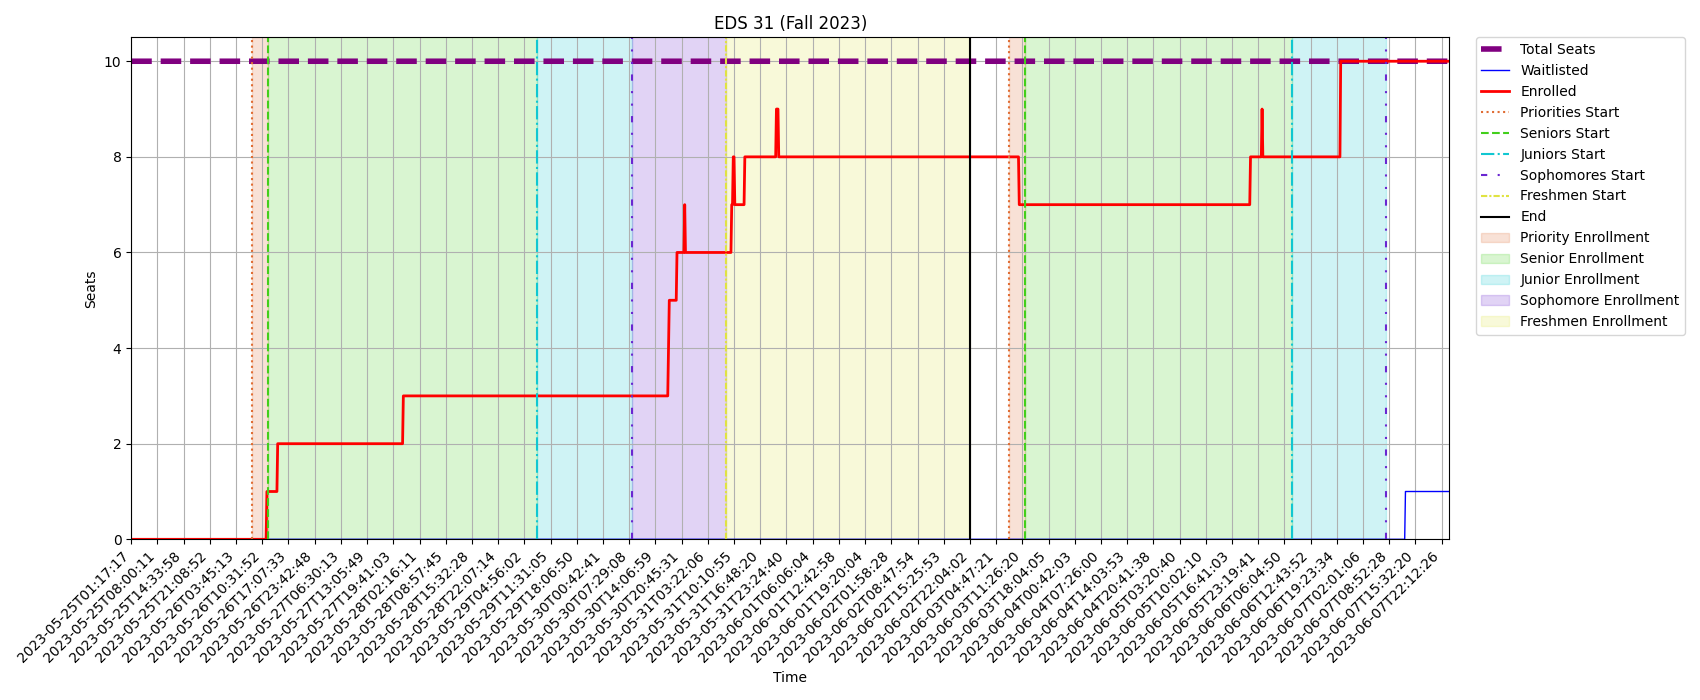 EDS 31 (Fall 2023)
Seats
10
8
6
4
2
0
2023-05-25T01:17:17
2023-05-25T08:00:11
2023-05-25T14:33:58
2023-05-25T21:08:52
2023-05-26T03:45:13
2023-05-26T10:31:52
2023-05-26T17:07:33
2023-05-26T23:42:48
2023-05-27T06:30:13
2023-05-27T13:05:49
2023-05-27T19:41:03
2023-05-28T02:16:11
2023-05-28T08:57:45
2023-05-28T15:32:28
2023-05-28T22:07:14
2023-05-29T04:56:02
2023-05-29T11:31:05
2023-05-29T18:06:50
2023-05-30T00:42:41
2023-05-30T07:29:08
2023-05-30T14:06:59
2023-05-30T20:45:31
2023-05-31T03:22:06
2023-05-31T10:10:55
2023-05-31T16:48:20
2023-05-31T23:24:40
2023-06-01T06:06:04
2023-06-01T12:42:58
2023-06-01T19:20:04
2023-06-02T01:58:28
2023-06-02T08:47:54
2023-06-02T15:25:53
2023-06-02T22:04:02
2023-06-03T04:47:21
2023-06-03T11:26:20
2023-06-03T18:04:05
2023-06-04T00:42:03
2023-06-04T07:26:00
2023-06-04T14:03:53
2023-06-04T20:41:38
2023-06-05T03:20:40
2023-06-05T10:02:10
2023-06-05T16:41:03
2023-06-05T23:19:41
2023-06-06T06:04:50
2023-06-06T12:43:52
2023-06-06T19:23:34
2023-06-07T02:01:06
2023-06-07T08:52:28
2023-06-07T15:32:20
2023-06-07T22:12:26
Time
Total Seats
Waitlisted
Enrolled
Priorities Start
Seniors Start
Juniors Start
Sophomores Start
Freshmen Start
End
Priority Enrollment
Senior Enrollment
Junior Enrollment
Sophomore Enrollment
Freshmen Enrollment